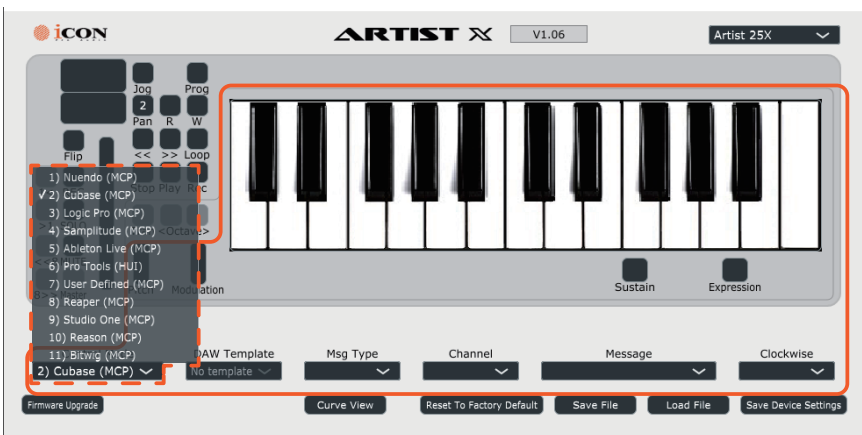 icon
PRO AUDIO
ARTIST X
V1.06
Artist 25X
Jog
Prog
2
Pan
R
W
Flip
<<
>>
Loop
Stop
Play
Rec
<Octave>
Pitch
Modulation
Sustain
Expression
1) Nuendo (MCP)
✓2) Cubase (MCP)
3) Logic Pro (MCP)
4) Samplitude (MCP)
5) Ableton Live (MCP)
6) Pro Tools (HUI)
7) User Defined (MCP)
8) Reaper (MCP)
9) Studio One (MCP)
10) Reason (MCP)
11) Bitwig (MCP)
2) Cubase (MCP)
DAW Template
No template
Msg Type
Channel
Message
Clockwise
Firmware Upgrade
Curve View
Reset To Factory Default
Save File
Load File
Save Device Settings